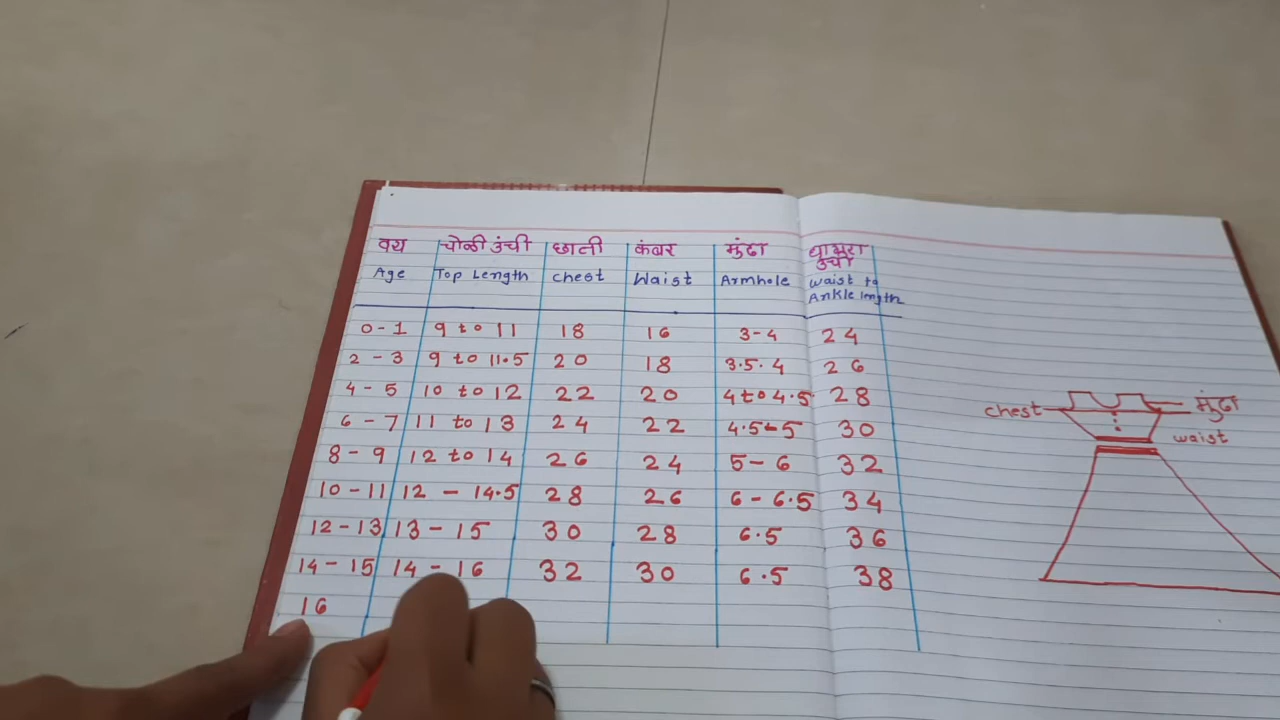 वय चोळी उंची छाती कंबर मुंढा घाघरा उंची
Age Top Length chest Waist Armhole waist to Ankle length
0-1 9 to 11 18 16 3-4 24
2-3 9 to 11.5 20 18 3.5.4 26
4-5 10 to 12 22 20 4 to 4.5 28
6-7 11 to 13 24 22 4.5-5 30
8-9 12 to 14 26 24 5-6 32
10-11 12-14.5 28 26 6-6.5 34
12-13 13-15 30 28 6.5 36
14-15 14-16 32 30 6.5 38
16
chest मुंढा
waist